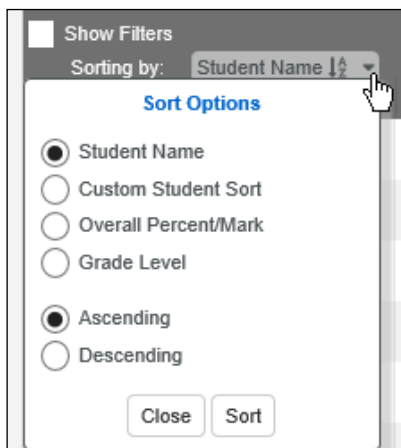 Show Filters
Sorting by: Student Name
Sort Options
Student Name
Custom Student Sort
Overall Percent/Mark
Grade Level
Ascending
Descending
Close Sort